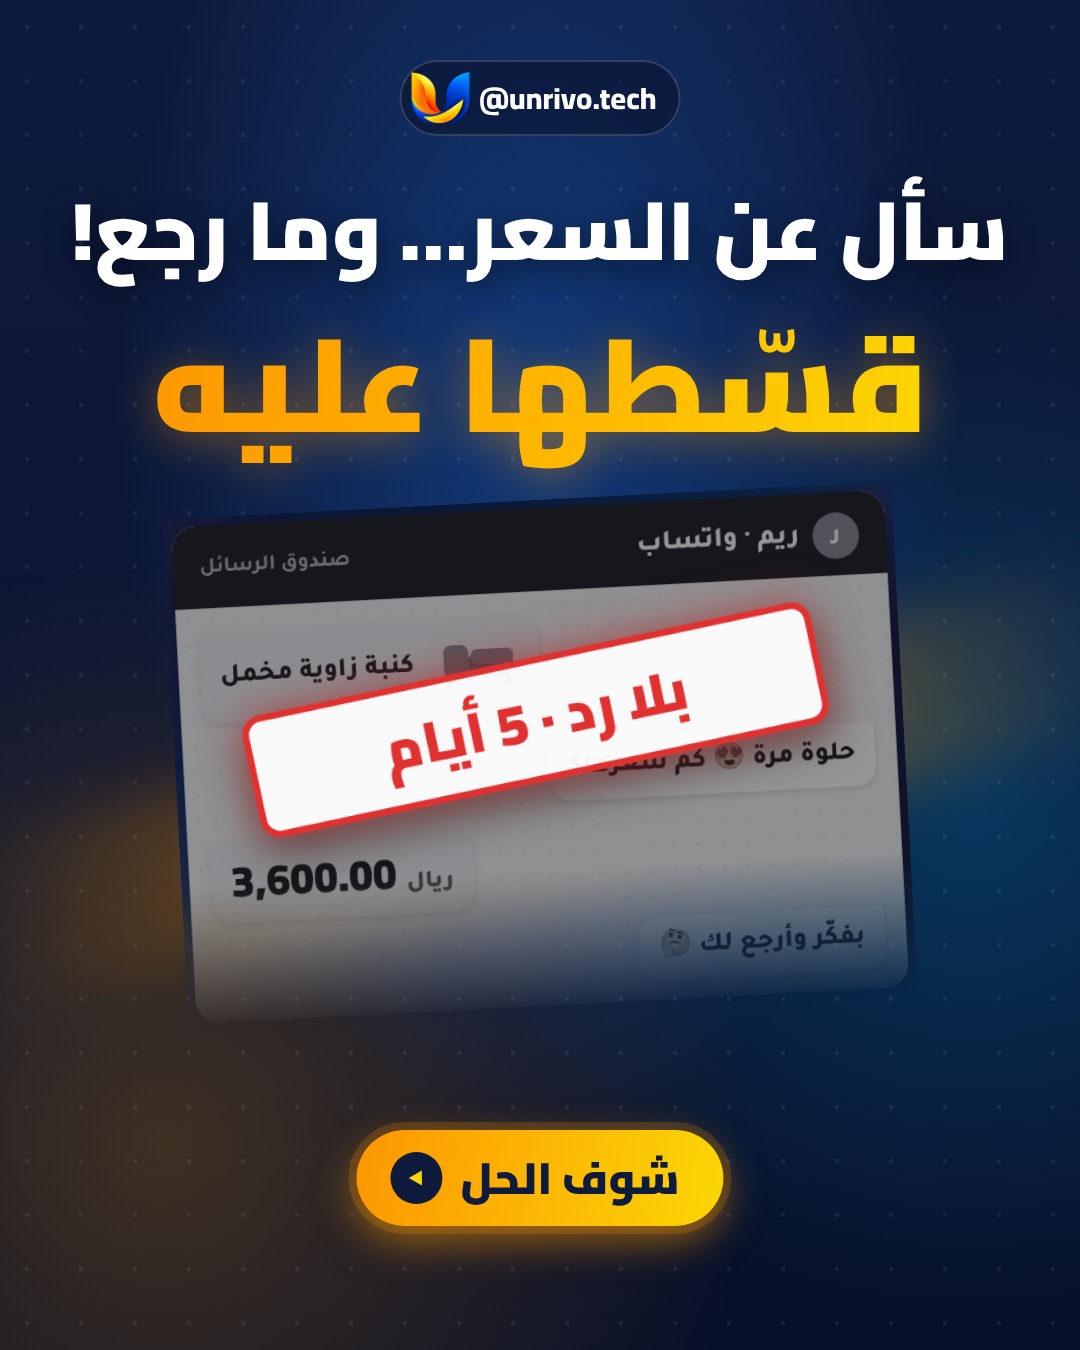 @unrivo.tech
سأل عن السعر... وما رجع!
قسّطها عليه
ر
ريم · واتساب
صندوق الرسائل
كنبة زاوية مخمل
بلا رد · 5 أيام
حلوة مرة 😍 كم
3,600.00 ريال
بفكّر وأرجع لك 🤔
شوف الحل